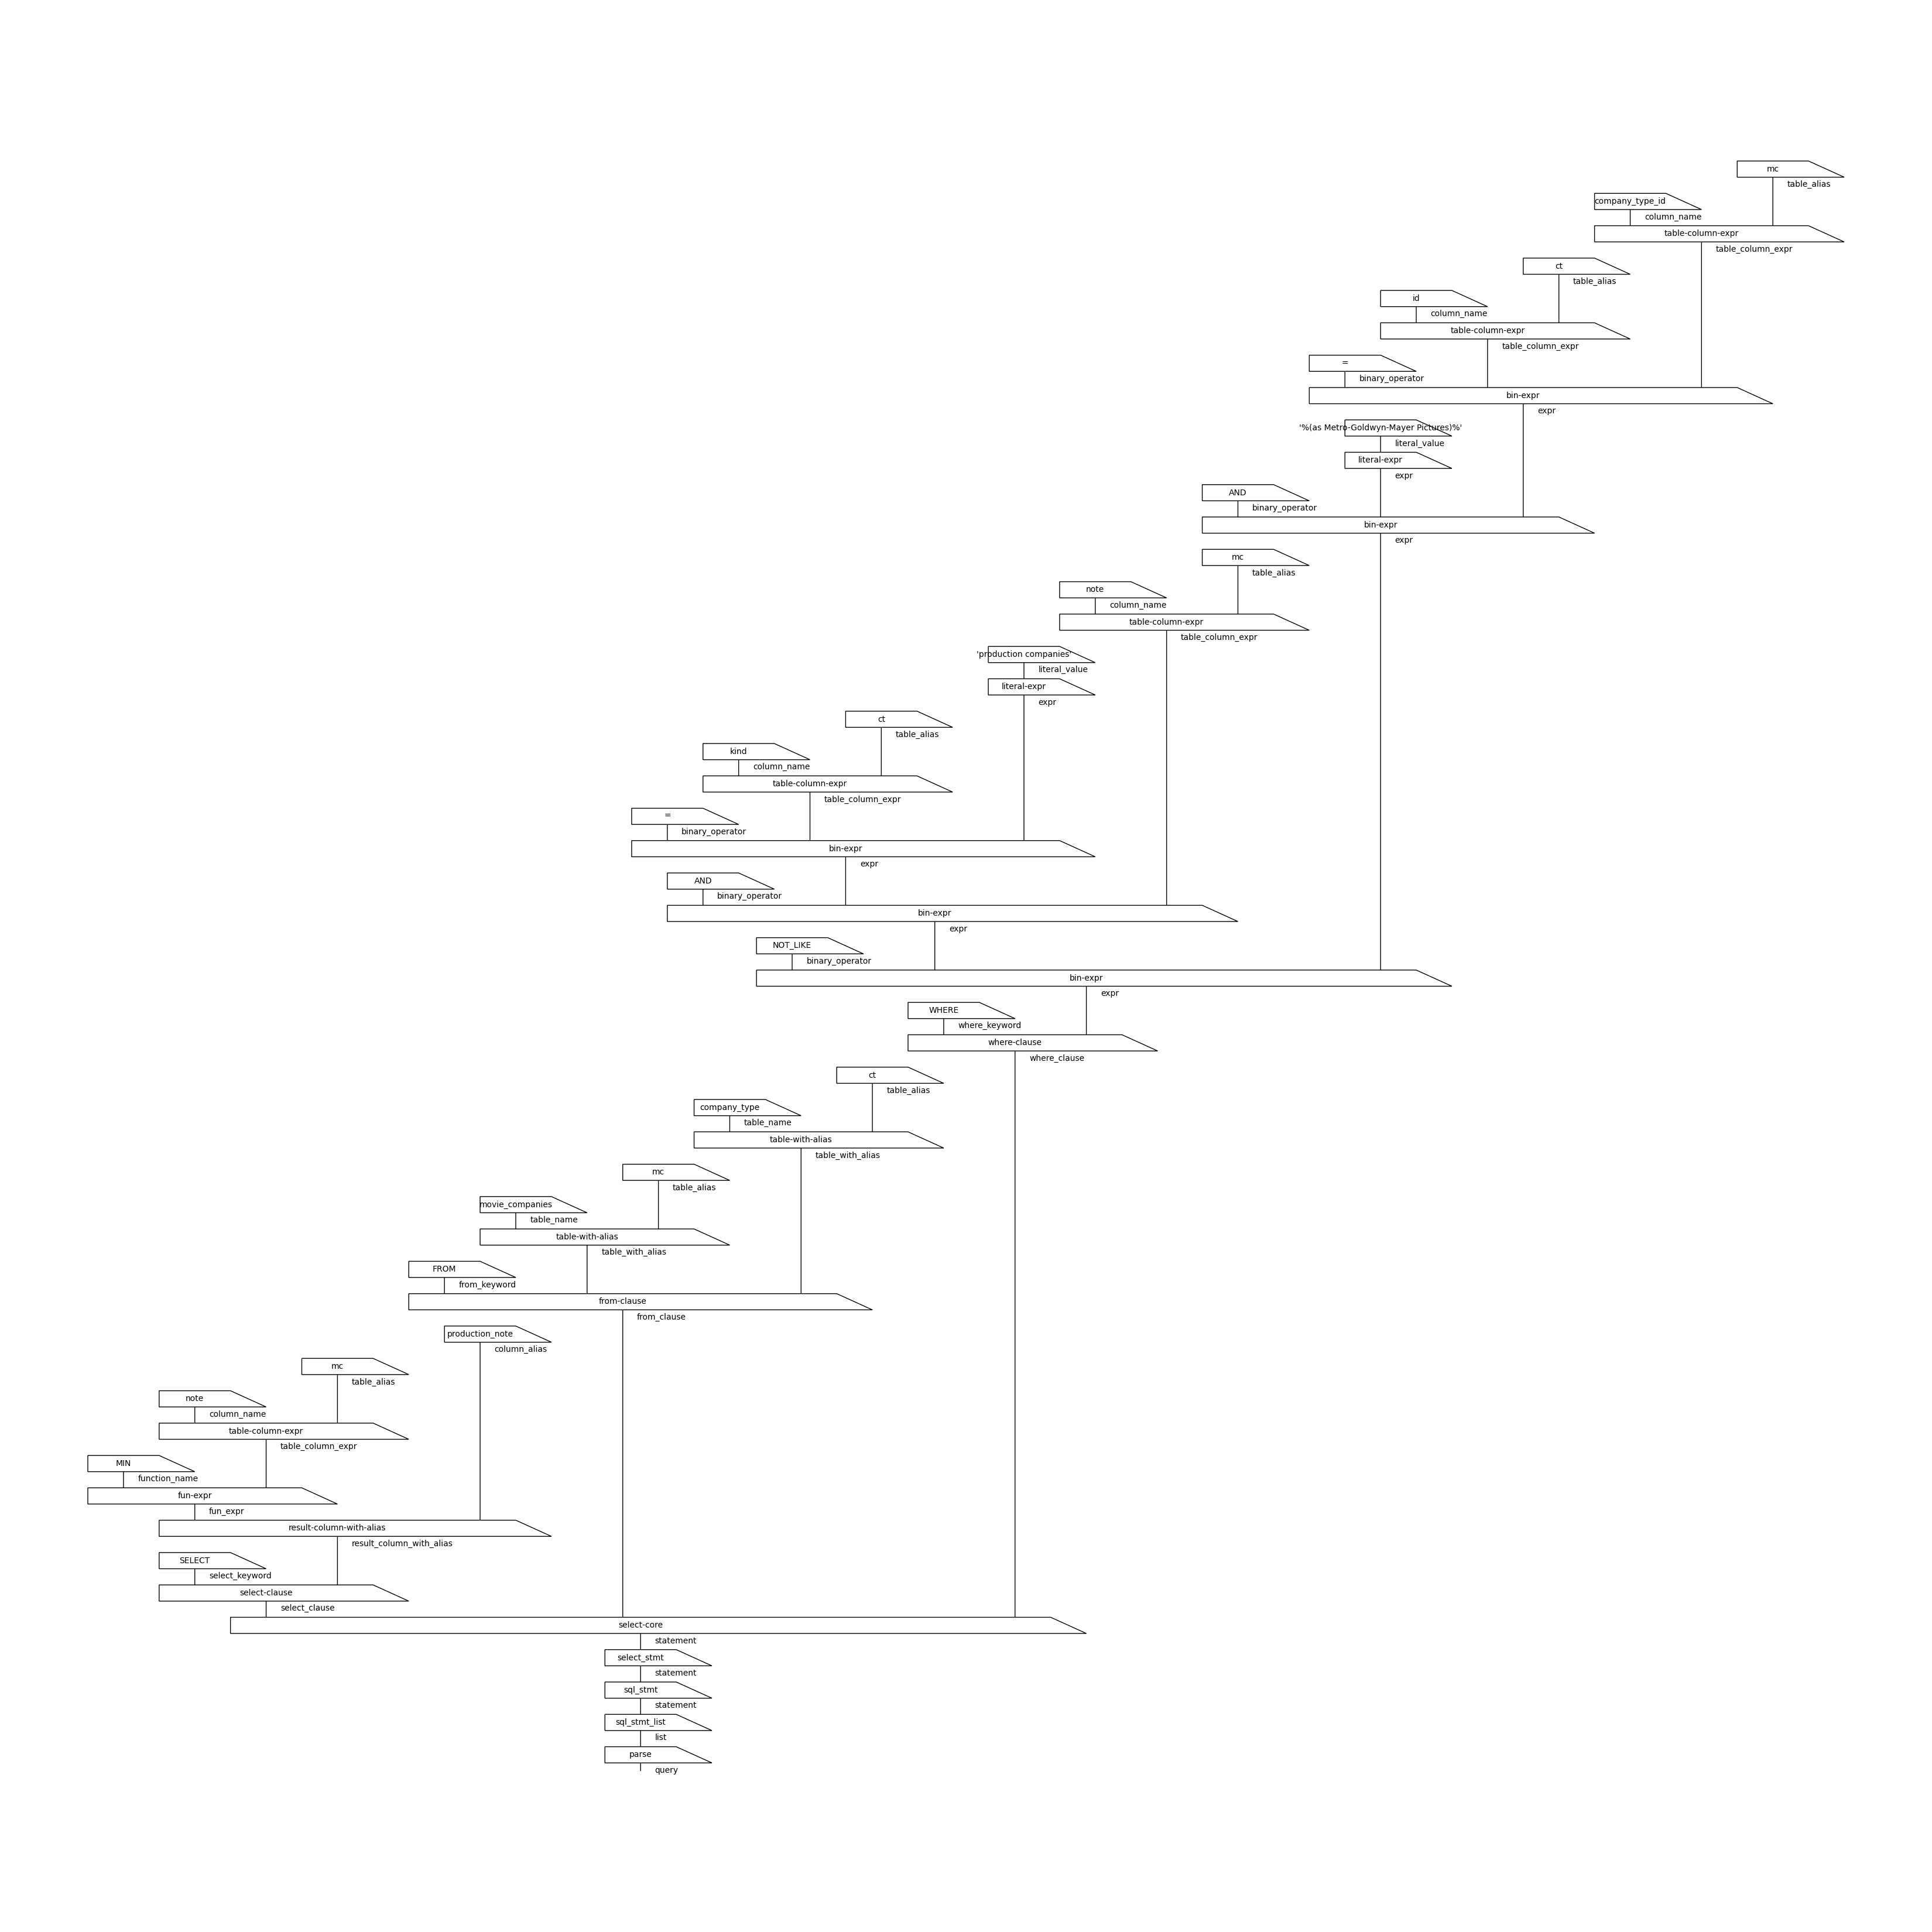 mc
table_alias
company_type_id
column_name
table-column-expr
table_column_expr
ct
table_alias
id
column_name
table-column-expr
table_column_expr
=
binary_operator
bin-expr
expr
'%(as Metro-Goldwyn-Mayer Pictures)%'
literal_value
literal-expr
expr
AND
binary_operator
bin-expr
expr
mc
table_alias
note
column_name
table-column-expr
table_column_expr
'production companies'
literal_value
literal-expr
expr
ct
table_alias
kind
column_name
table-column-expr
table_column_expr
=
binary_operator
bin-expr
expr
AND
binary_operator
bin-expr
expr
NOT_LIKE
binary_operator
bin-expr
expr
WHERE
where_keyword
where-clause
where_clause
ct
table_alias
company_type
table_name
table-with-alias
table_with_alias
mc
table_alias
movie_companies
table_name
table-with-alias
table_with_alias
FROM
from_keyword
from-clause
from_clause
production_note
column_alias
mc
table_alias
note
column_name
table-column-expr
table_column_expr
MIN
function_name
fun-expr
fun_expr
result-column-with-alias
result_column_with_alias
SELECT
select_keyword
select-clause
select_clause
select-core
statement
select_stmt
statement
sql_stmt
statement
sql_stmt_list
list
parse
query